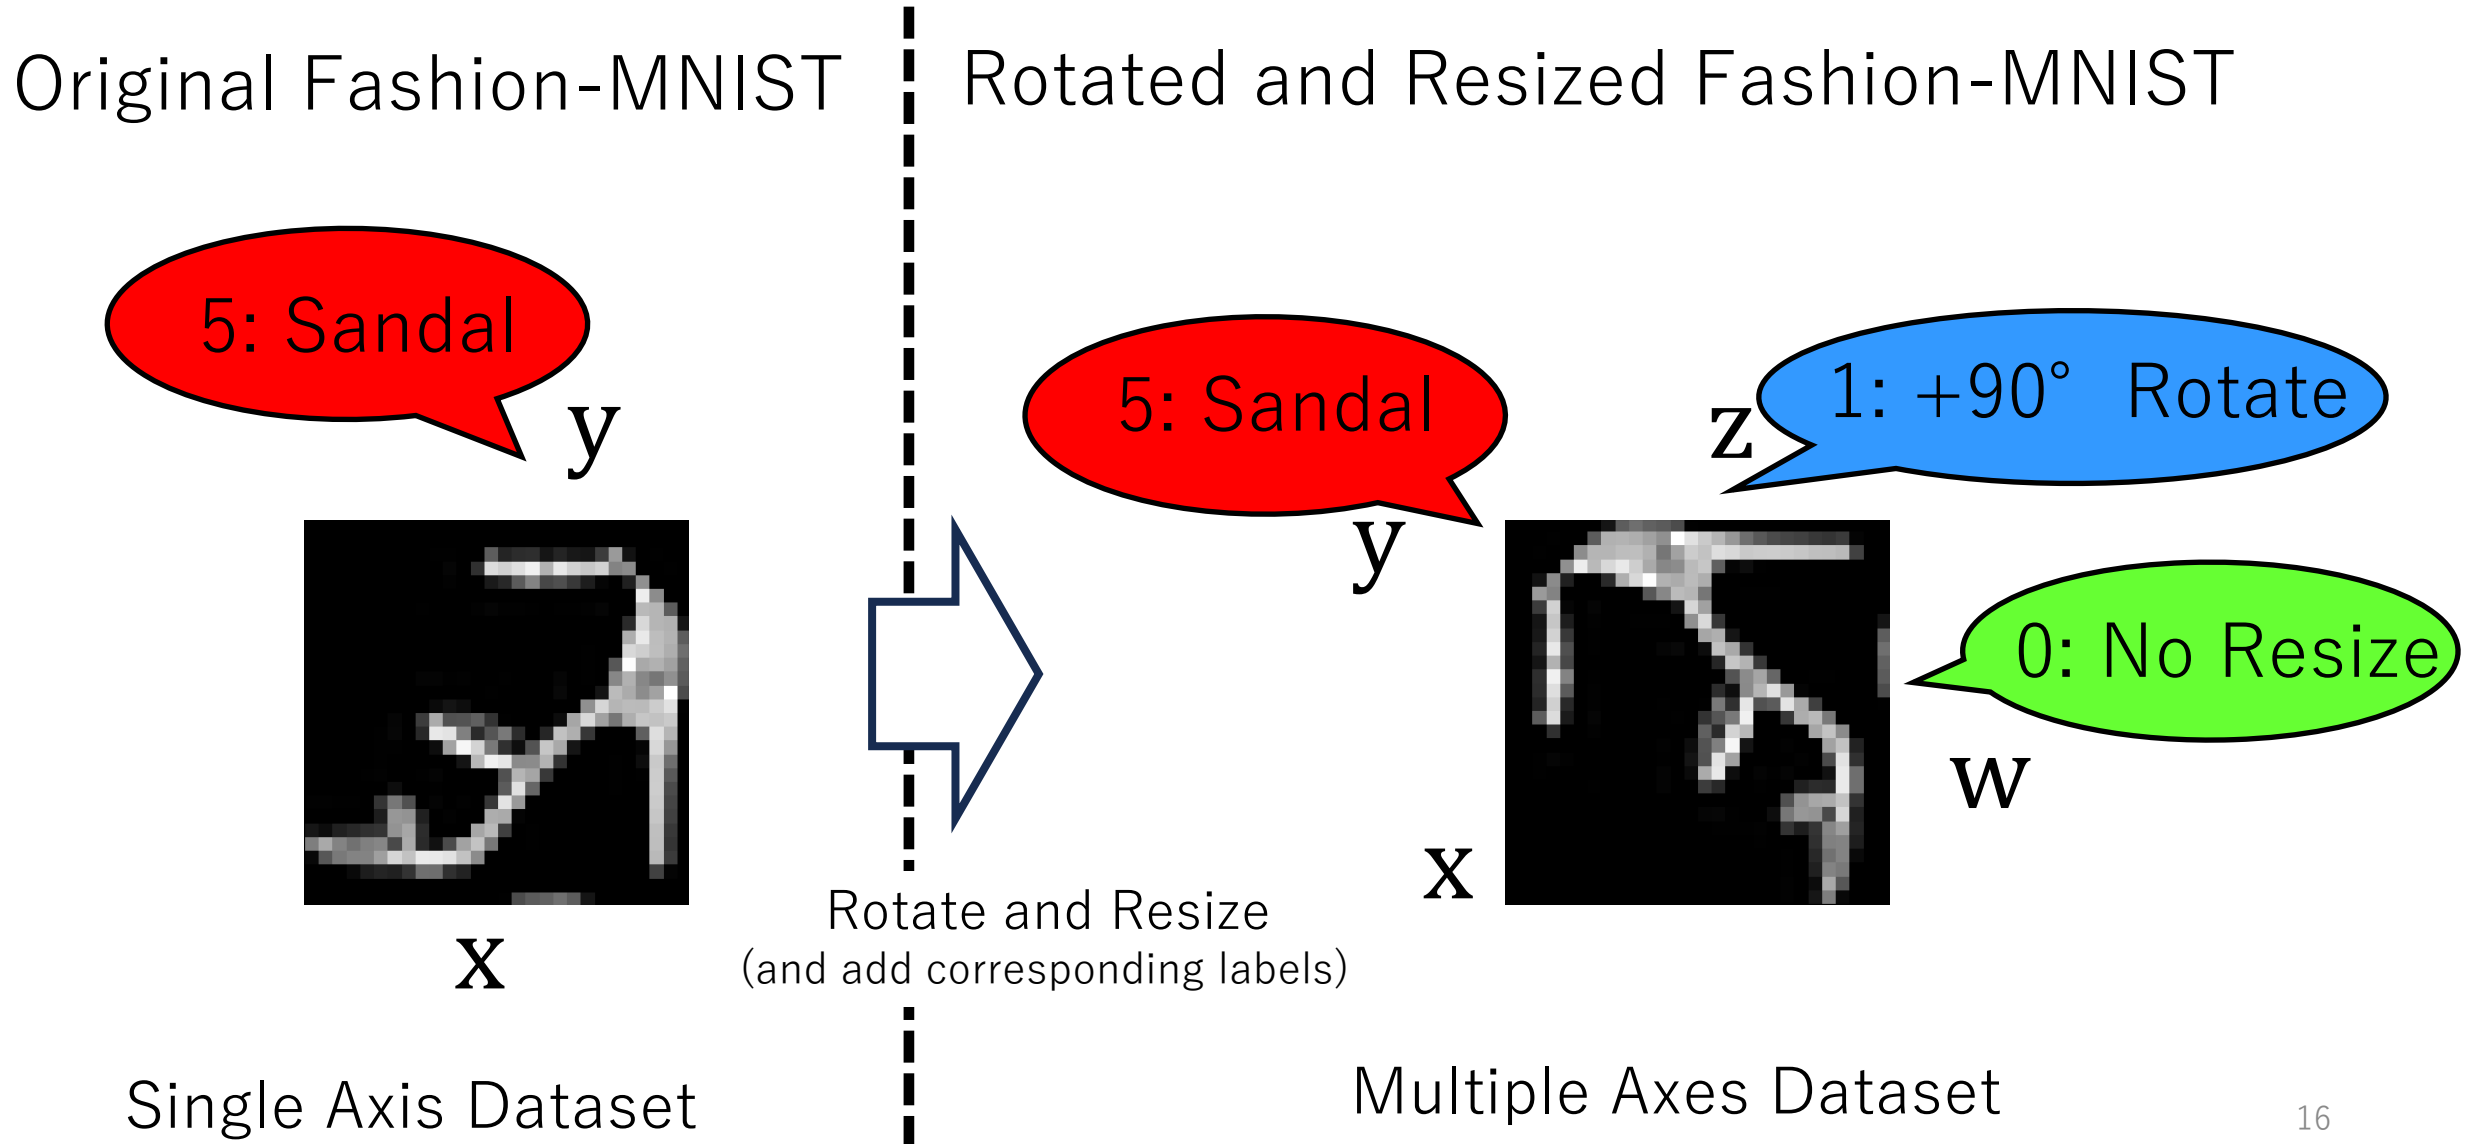 Original Fashion-MNIST
5: Sandal
y
x
Single Axis Dataset
Rotate and Resize
(and add corresponding labels)
Rotated and Resized Fashion-MNIST
5: Sandal
y
z
1: +90° Rotate
0: No Resize
w
x
Multiple Axes Dataset
16